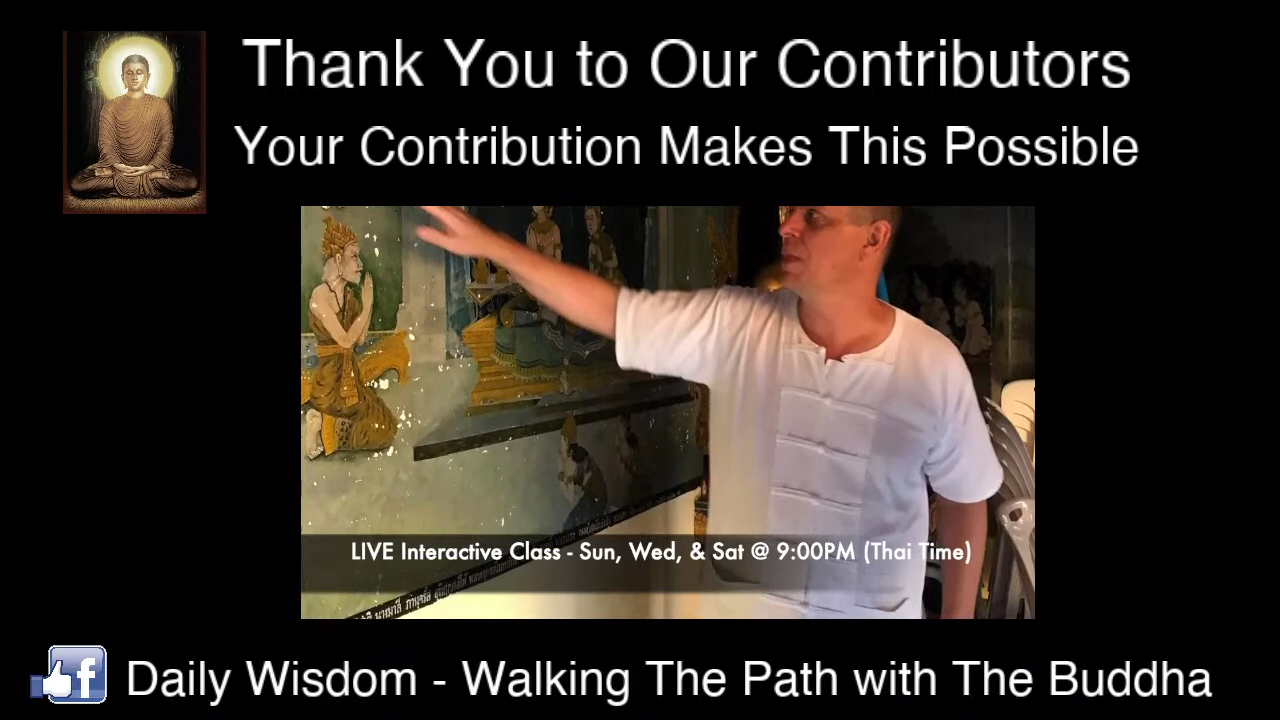 Thank You to Our Contributors
Your Contribution Makes This Possible
LIVE Interactive Class - Sun, Wed, & Sat @ 9:00PM (Thai Time)
f Daily Wisdom - Walking The Path with The Buddha